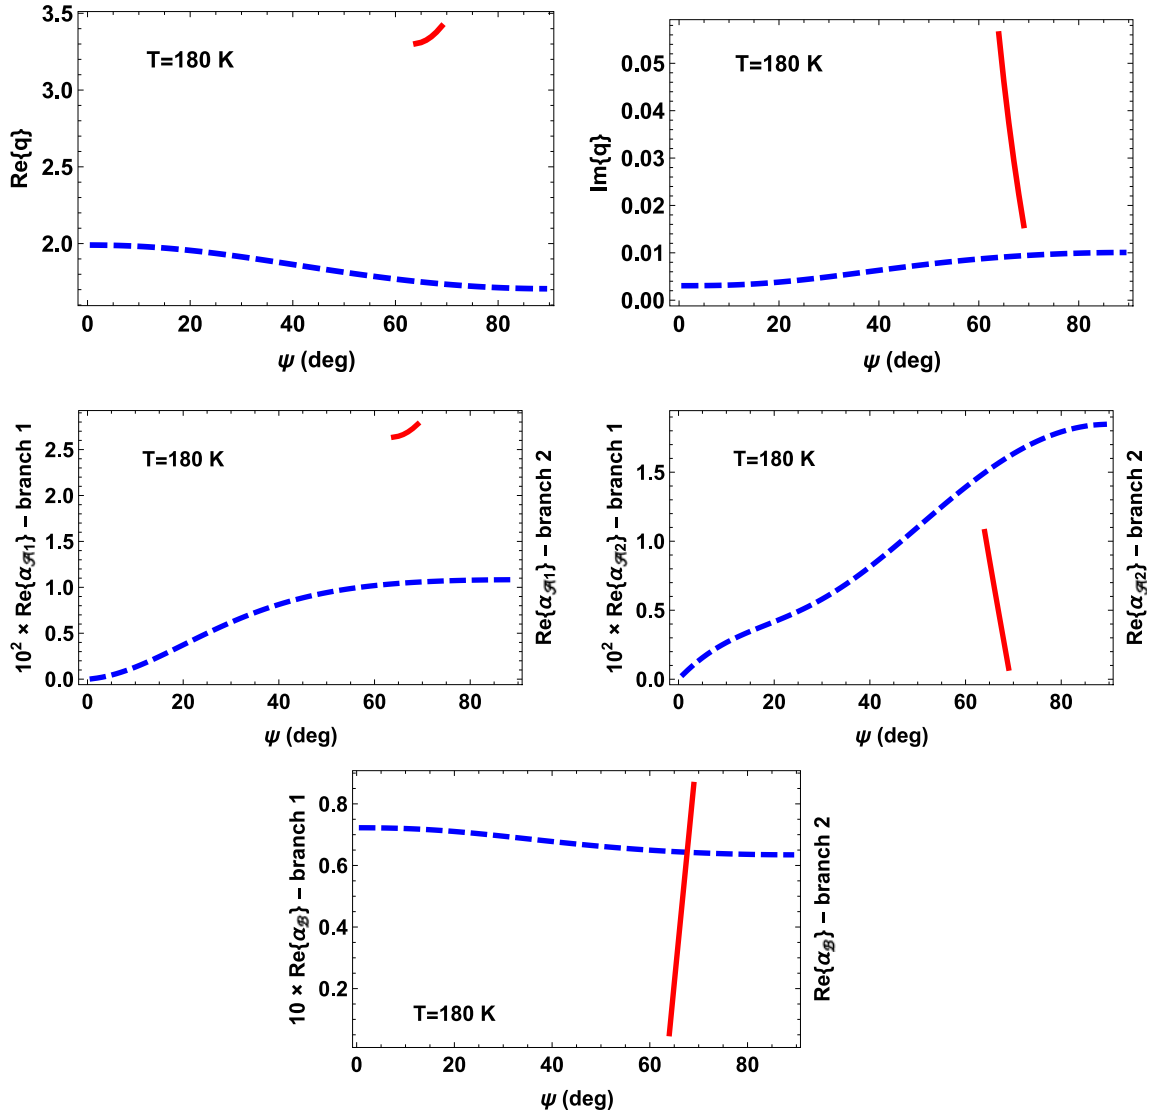 Re{q}
3.5
3.0
2.5
2.0
T=180 K
0 20 40 60 80
ψ (deg)
Im{q}
0.05
0.04
0.03
0.02
0.01
0.00
T=180 K
0 20 40 60 80
ψ (deg)
10² × Re{α𝒜1} – branch 1
2.5
2.0
1.5
1.0
0.5
0.0
T=180 K
0 20 40 60 80
ψ (deg)
Re{α𝒜1} – branch 2
10² × Re{α𝒜2} – branch 1
1.5
1.0
0.5
0.0
T=180 K
0 20 40 60 80
ψ (deg)
Re{α𝒜2} – branch 2
10 × Re{αℬ} – branch 1
0.8
0.6
0.4
0.2
T=180 K
0 20 40 60 80
ψ (deg)
Re{αℬ} – branch 2